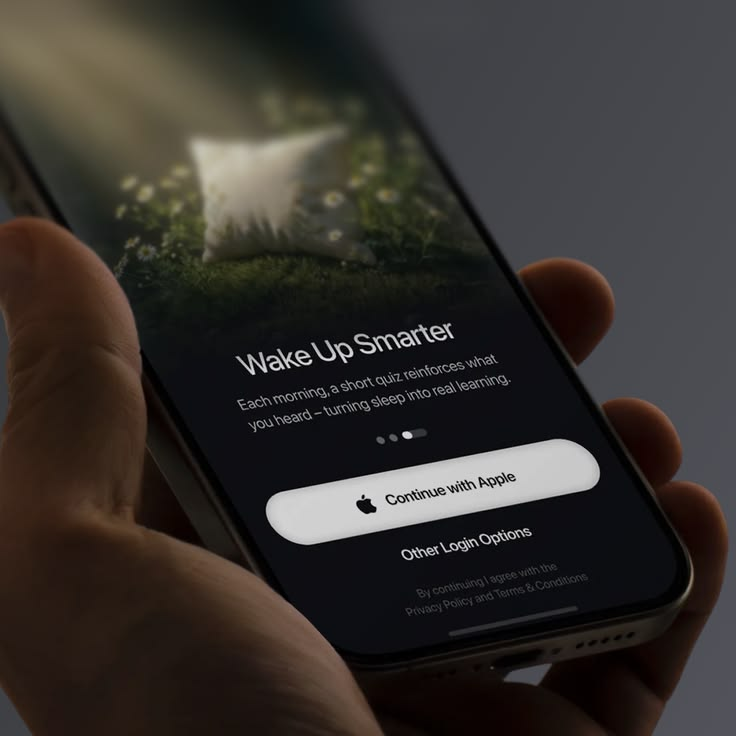 Wake Up Smarter
Each morning, a short quiz reinforces what
you heard – turning sleep into real learning.
Continue with Apple
Other Login Options
By continuing I agree with the
Privacy Policy and Terms & Conditions